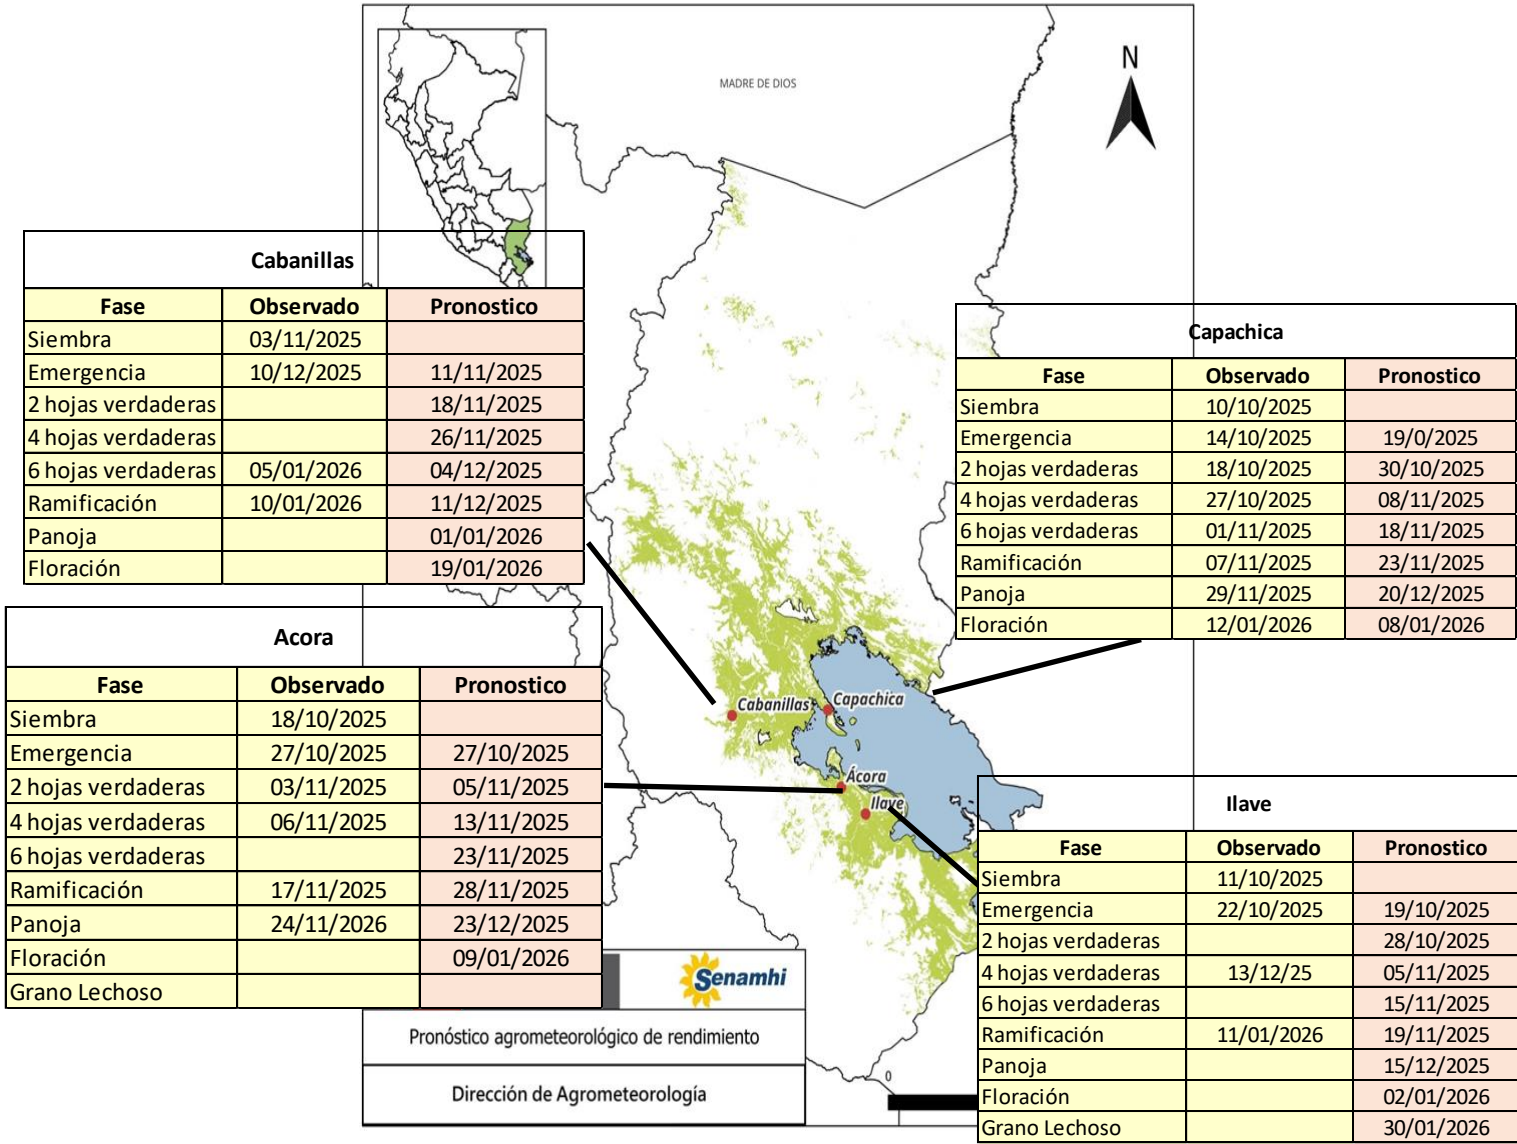 MADRE DE DIOS
N
Cabanillas
Fase Observado Pronostico
Siembra 03/11/2025
Emergencia 10/12/2025 11/11/2025
2 hojas verdaderas 18/11/2025
4 hojas verdaderas 26/11/2025
6 hojas verdaderas 05/01/2026 04/12/2025
Ramificación 10/01/2026 11/12/2025
Panoja 01/01/2026
Floración 19/01/2026
Capachica
Fase Observado Pronostico
Siembra 10/10/2025
Emergencia 14/10/2025 19/0/2025
2 hojas verdaderas 18/10/2025 30/10/2025
4 hojas verdaderas 27/10/2025 08/11/2025
6 hojas verdaderas 01/11/2025 18/11/2025
Ramificación 07/11/2025 23/11/2025
Panoja 29/11/2025 20/12/2025
Floración 12/01/2026 08/01/2026
Acora
Fase Observado Pronostico
Siembra 18/10/2025
Emergencia 27/10/2025 27/10/2025
2 hojas verdaderas 03/11/2025 05/11/2025
4 hojas verdaderas 06/11/2025 13/11/2025
6 hojas verdaderas 23/11/2025
Ramificación 17/11/2025 28/11/2025
Panoja 24/11/2026 23/12/2025
Floración 09/01/2026
Grano Lechoso
Cabanillas
Capachica
Ácora
Ilave
Ilave
Fase Observado Pronostico
Siembra 11/10/2025
Emergencia 22/10/2025 19/10/2025
2 hojas verdaderas 28/10/2025
4 hojas verdaderas 13/12/25 05/11/2025
6 hojas verdaderas 15/11/2025
Ramificación 11/01/2026 19/11/2025
Panoja 15/12/2025
Floración 02/01/2026
Grano Lechoso 30/01/2026
Senamhi
Pronóstico agrometeorológico de rendimiento
Dirección de Agrometeorología
0